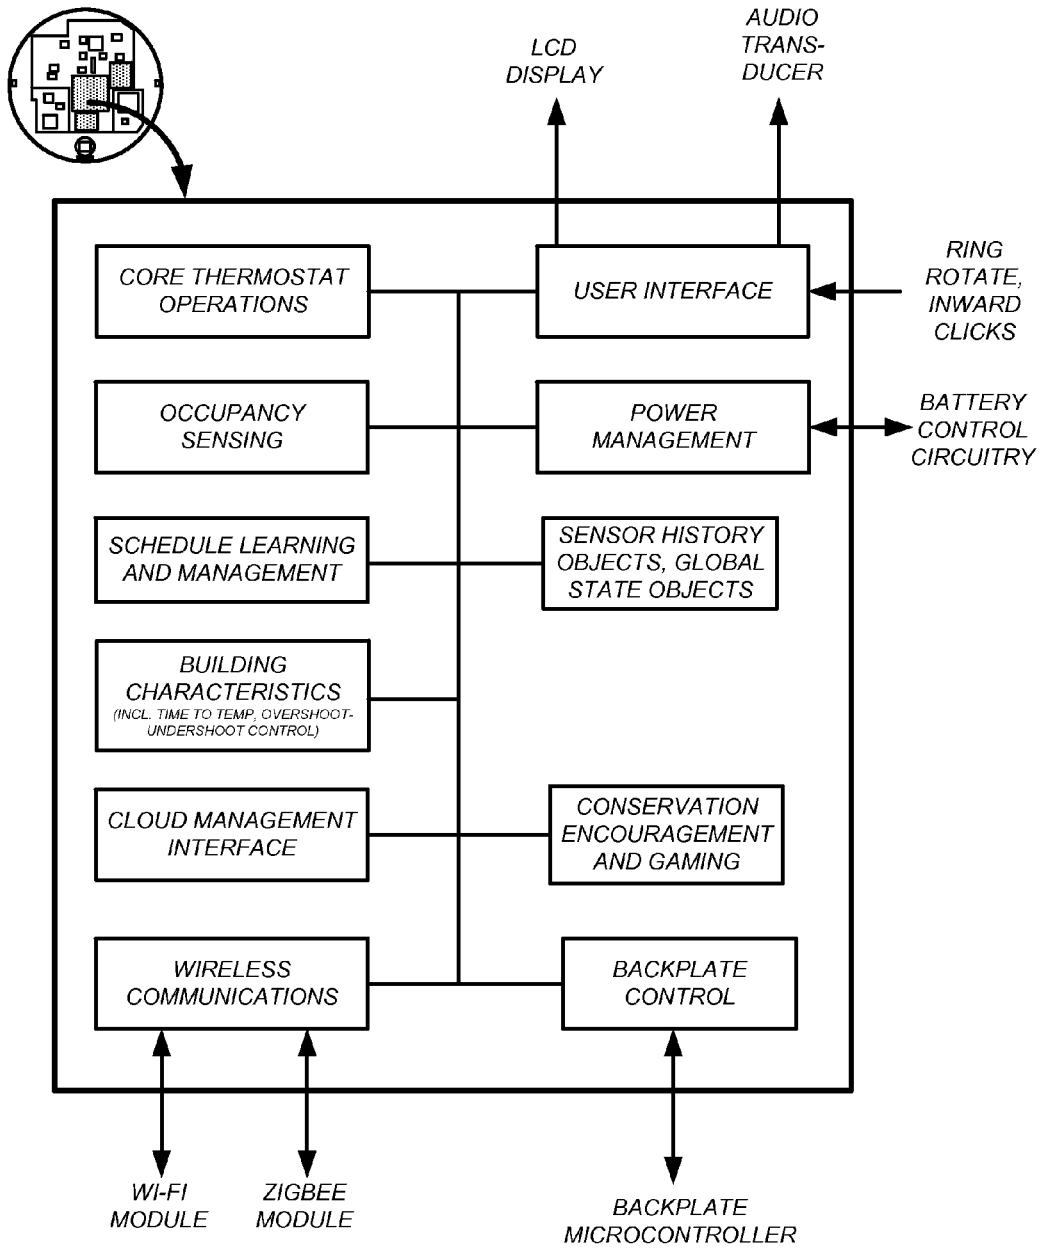 LCD
DISPLAY
AUDIO
TRANS-
DUCER
CORE THERMOSTAT
OPERATIONS
USER INTERFACE
RING
ROTATE,
INWARD
CLICKS
OCCUPANCY
SENSING
POWER
MANAGEMENT
BATTERY
CONTROL
CIRCUITRY
SCHEDULE LEARNING
AND MANAGEMENT
SENSOR HISTORY
OBJECTS, GLOBAL
STATE OBJECTS
BUILDING
CHARACTERISTICS
(INCL. TIME TO TEMP, OVERSHOOT-
UNDERSHOOT CONTROL)
CLOUD MANAGEMENT
INTERFACE
CONSERVATION
ENCOURAGEMENT
AND GAMING
WIRELESS
COMMUNICATIONS
BACKPLATE
CONTROL
WI-FI
MODULE
ZIGBEE
MODULE
BACKPLATE
MICROCONTROLLER